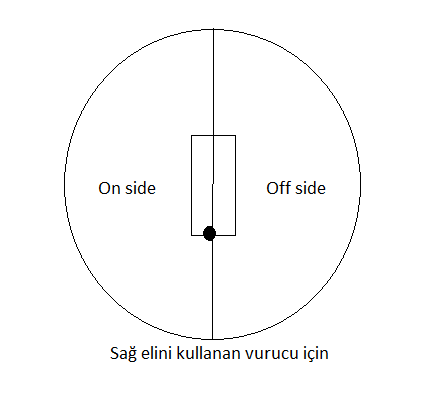 On side
Off side
Sağ elini kullanan vurucu için